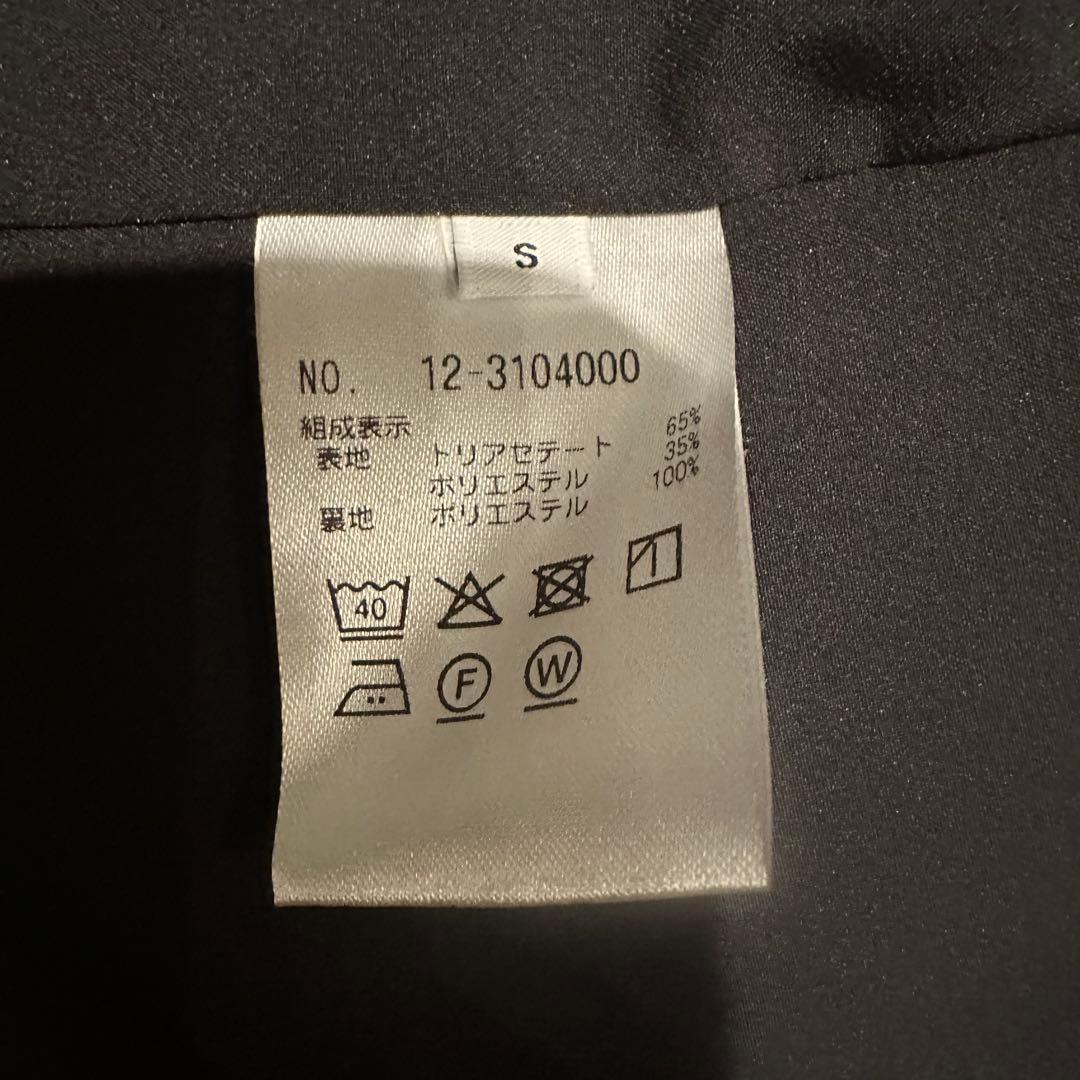 S
NO. 12-3104000
組成表示
表地 トリアセテート 65%
ポリエステル 35%
裏地 ポリエステル 100%
40
F W